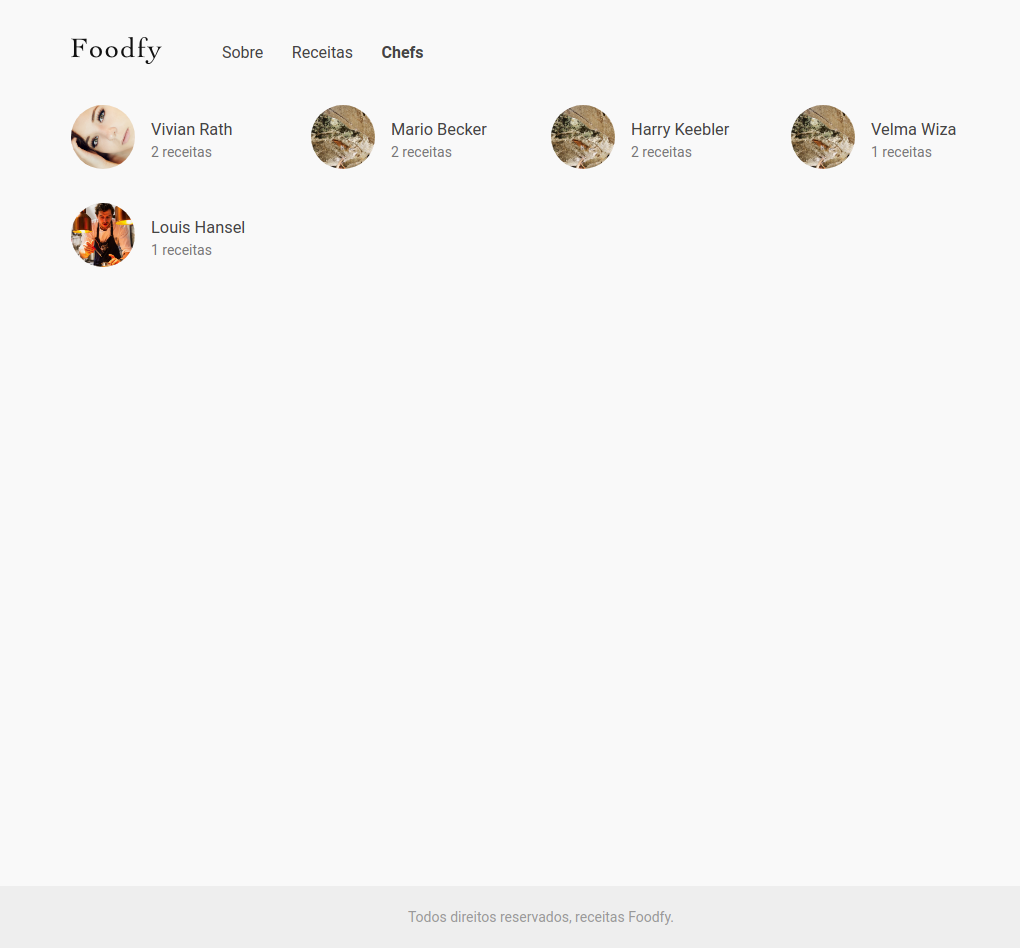 Foodfy
Sobre Receitas Chefs
Vivian Rath
2 receitas
Mario Becker
2 receitas
Harry Keebler
2 receitas
Velma Wiza
1 receitas
Louis Hansel
1 receitas
Todos direitos reservados, receitas Foodfy.